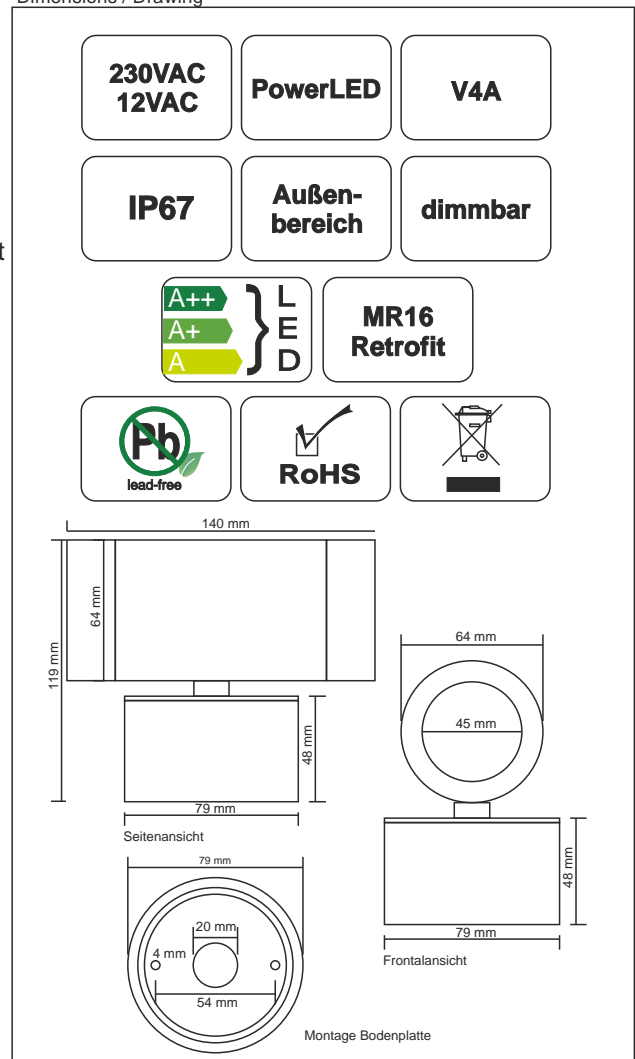 Dimensions / Drawing
230VAC
12VAC
PowerLED
V4A
IP67
Außen-
bereich
dimmbar
t
A++
A+
A
L
E
D
MR16
Retrofit
Pb
lead-free
RoHS
140 mm
64 mm
119 mm
48 mm
79 mm
Seitenansicht
64 mm
45 mm
48 mm
79 mm
Frontalansicht
79 mm
20 mm
4 mm
54 mm
Montage Bodenplatte